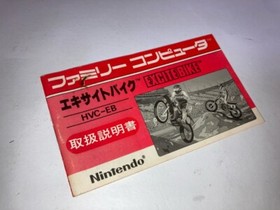 ファミリー コンピュータ
エキサイトバイク
EXCITEBIKE
HVC-EB
取扱説明書
Nintendo